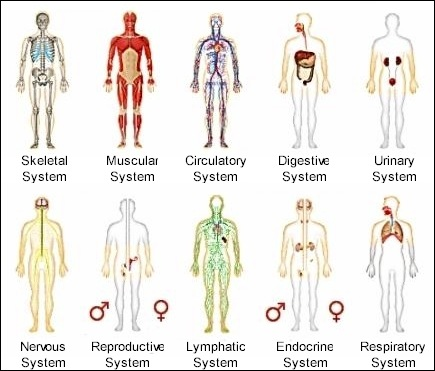 Skeletal System
Muscular System
Circulatory System
Digestive System
Urinary System
Nervous System
Reproductive System
Lymphatic System
Endocrine System
Respiratory System